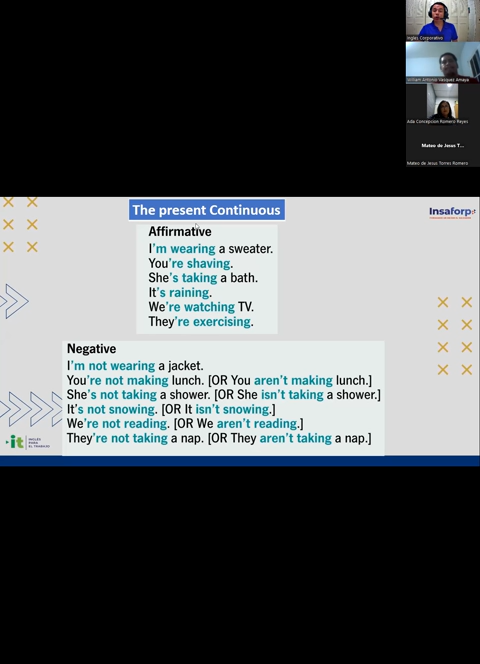 Inglés Corporativo
William Antonio Vasquez Amaya
Ada Concepcion Romero Reyes
Mateo de Jesus T...
Mateo de Jesus Torres Romero
The present Continuous
Insaforp
Affirmative
I'm wearing a sweater.
You're shaving.
She's taking a bath.
It's raining.
We're watching TV.
They're exercising.
Negative
I'm not wearing a jacket.
You're not making lunch. [OR You aren't making lunch.]
She's not taking a shower. [OR She isn't taking a shower.]
It's not snowing. [OR It isn't snowing.]
We're not reading. [OR We aren't reading.]
They're not taking a nap. [OR They aren't taking a nap.]
it
INGLÉS
PARA
EL TRABAJO